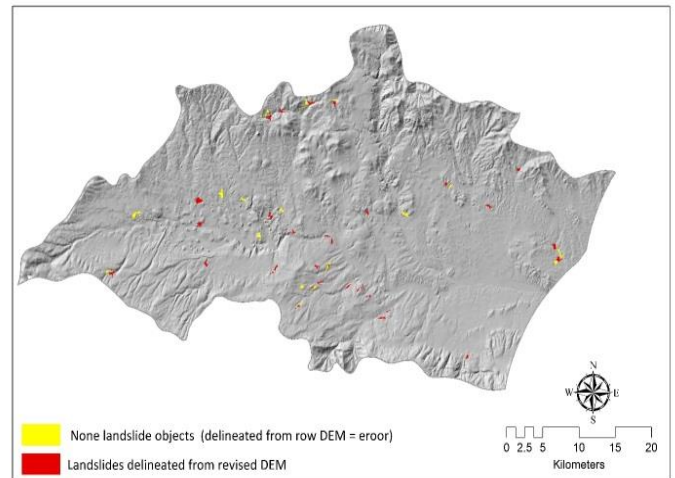 N
W E
S
None landslide objects (delineated from row DEM = eroor)
Landslides delineated from revised DEM
0 2.5 5 10 15 20
Kilometers